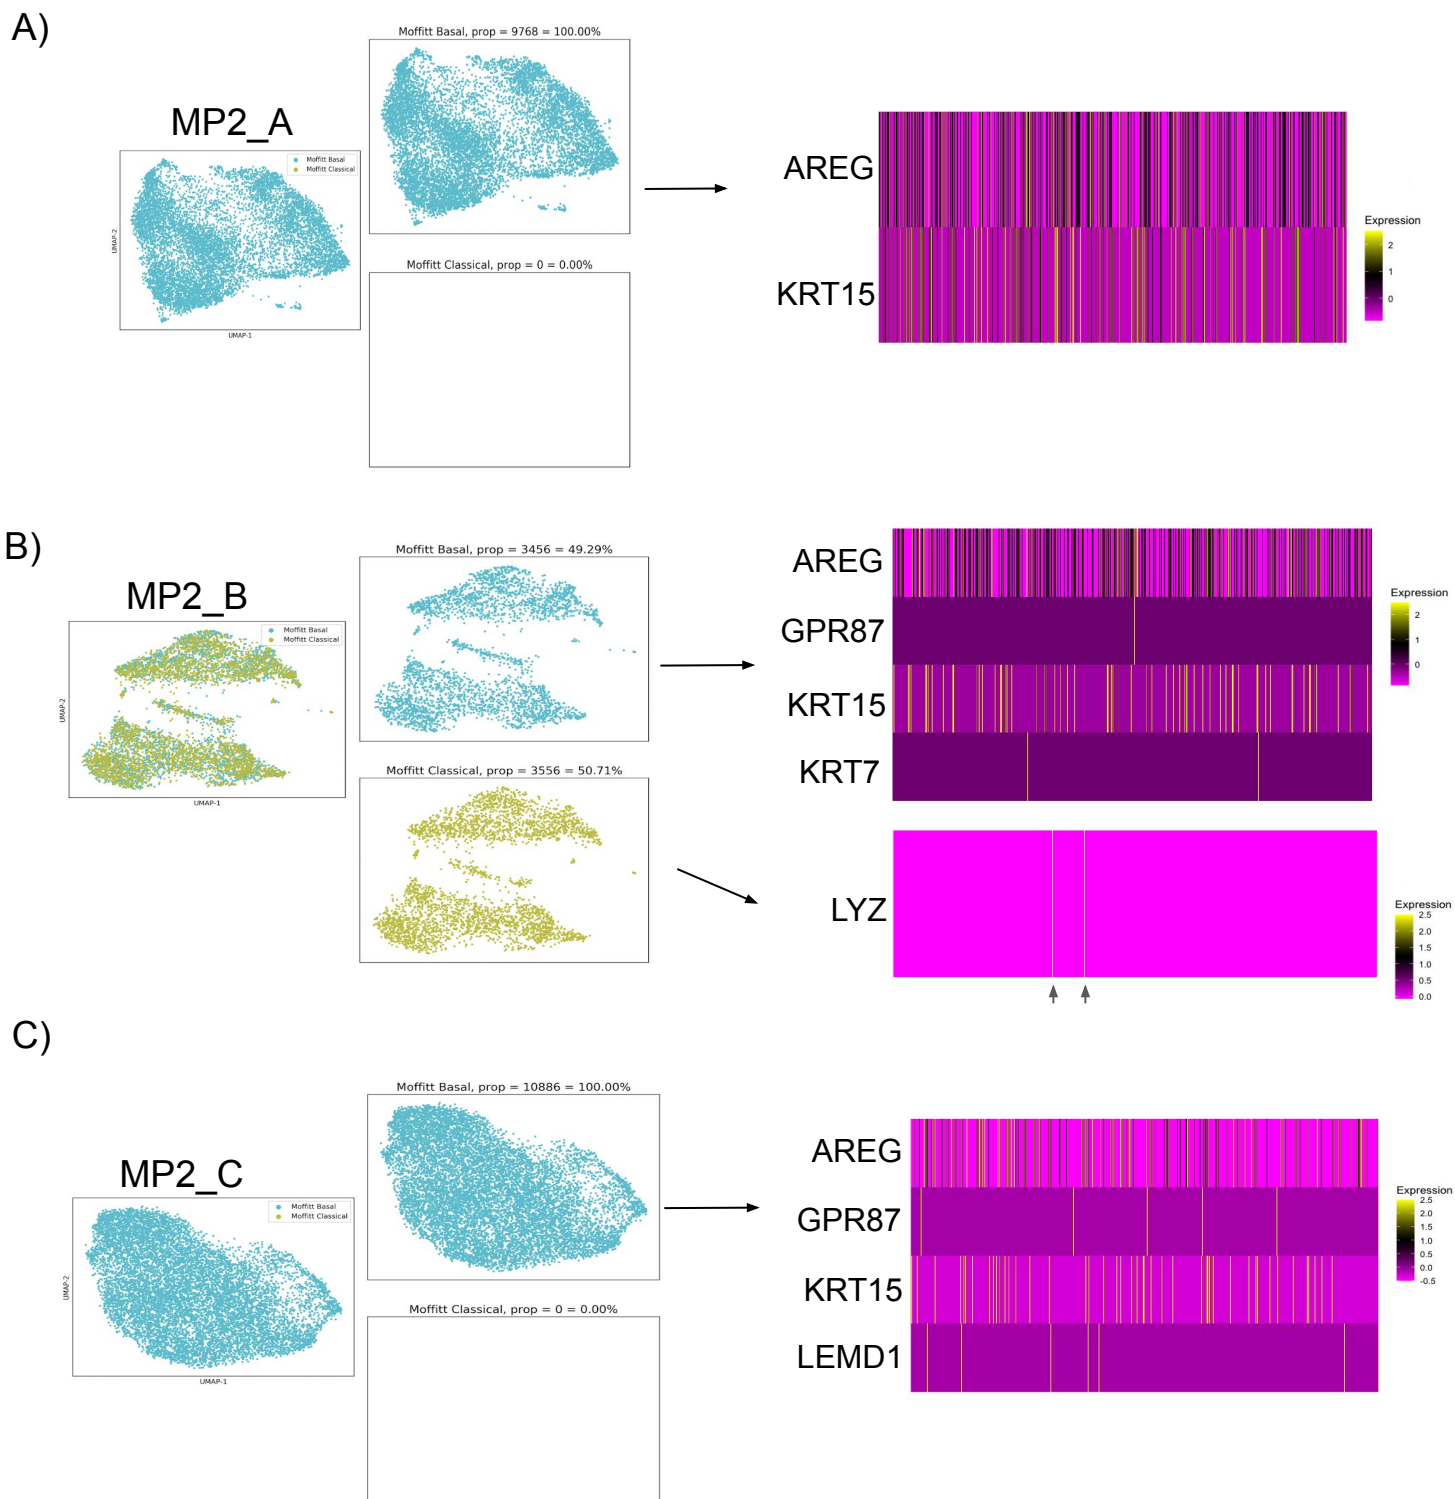 A)
MP2_A
Moffitt Basal
Moffitt Classical
UMAP-2
UMAP-1
Moffitt Basal, prop = 9768 = 100.00%
Moffitt Classical, prop = 0 = 0.00%
AREG
KRT15
Expression
2
1
0
B)
MP2_B
Moffitt Basal
Moffitt Classical
UMAP-2
UMAP-1
Moffitt Basal, prop = 3456 = 49.29%
Moffitt Classical, prop = 3556 = 50.71%
AREG
GPR87
KRT15
KRT7
Expression
2
1
0
LYZ
Expression
2.5
2.0
1.5
1.0
0.5
0.0
C)
MP2_C
Moffitt Basal
Moffitt Classical
UMAP-2
UMAP-1
Moffitt Basal, prop = 10886 = 100.00%
Moffitt Classical, prop = 0 = 0.00%
AREG
GPR87
KRT15
LEMD1
Expression
2.5
2.0
1.5
1.0
0.5
0.0
-0.5